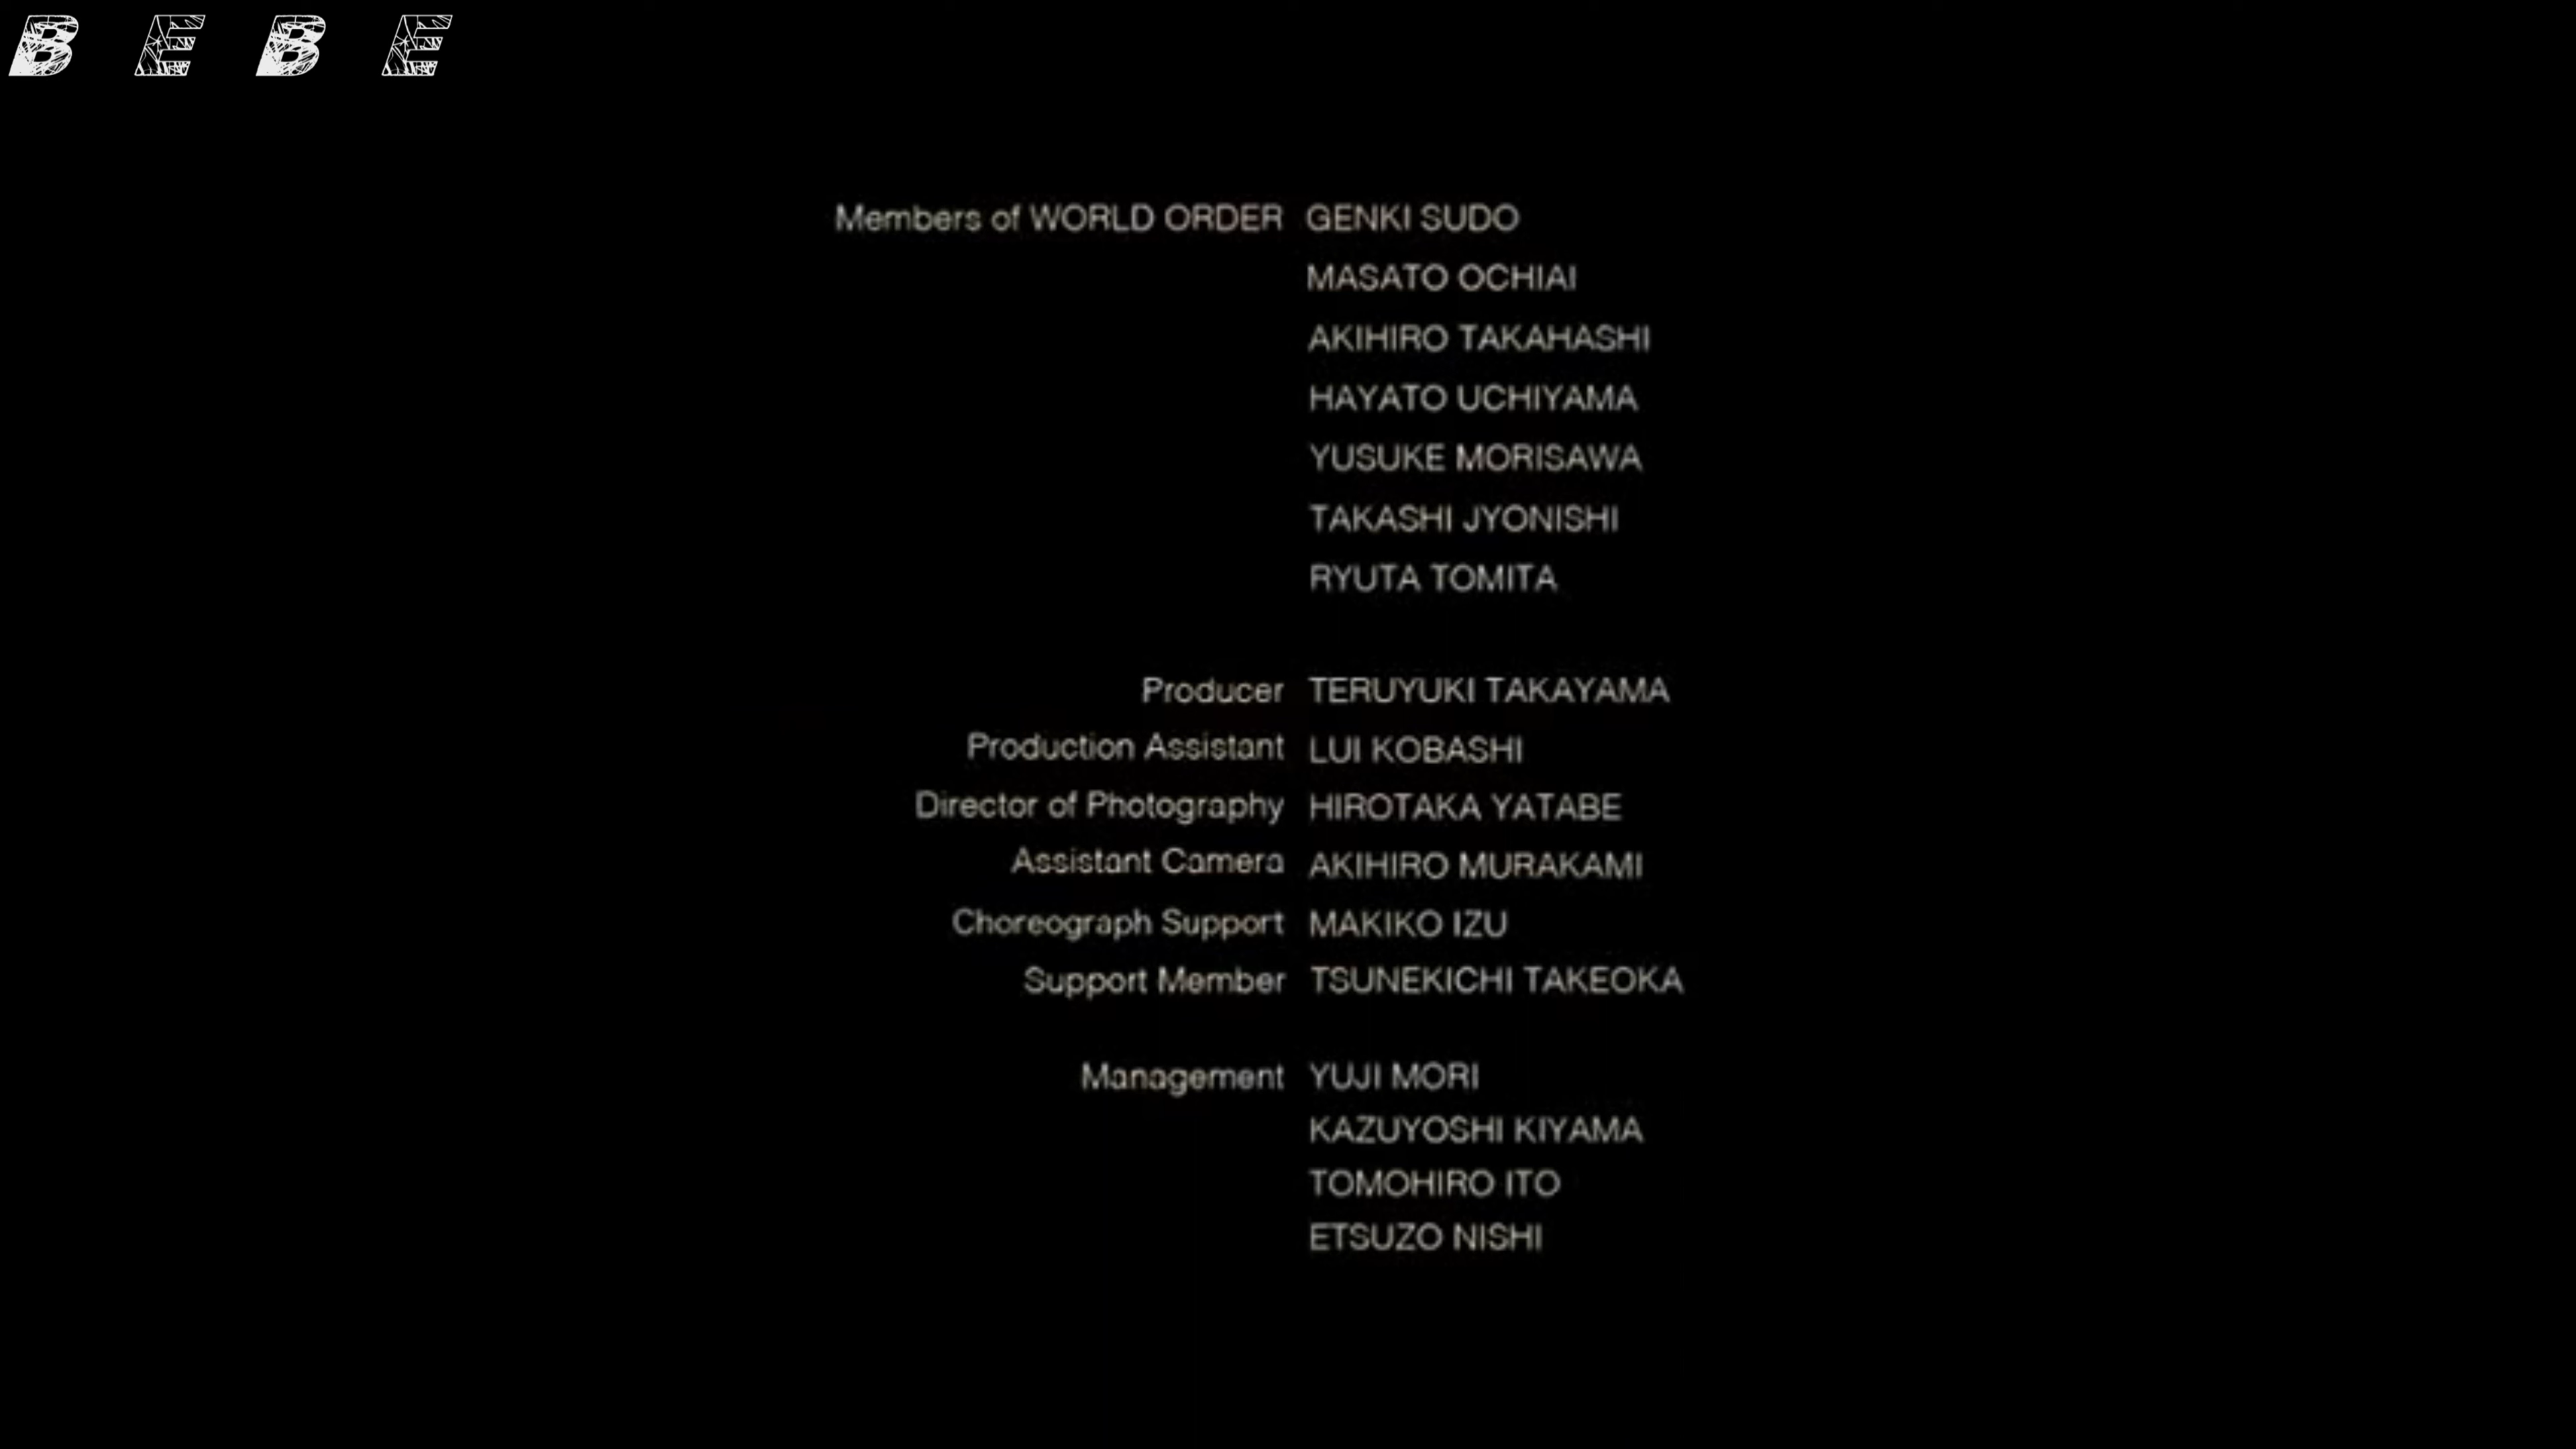 BEBE
Members of WORLD ORDER GENKI SUDO
MASATO OCHIAI
AKIHIRO TAKAHASHI
HAYATO UCHIYAMA
YUSUKE MORISAWA
TAKASHI JYONISHI
RYUTA TOMITA
Producer TERUYUKI TAKAYAMA
Production Assistant LUI KOBASHI
Director of Photography HIROTAKA YATABE
Assistant Camera AKIHIRO MURAKAMI
Choreograph Support MAKIKO IZU
Support Member TSUNEKICHI TAKEOKA
Management YUJI MORI
KAZUYOSHI KIYAMA
TOMOHIRO ITO
ETSUZO NISHI